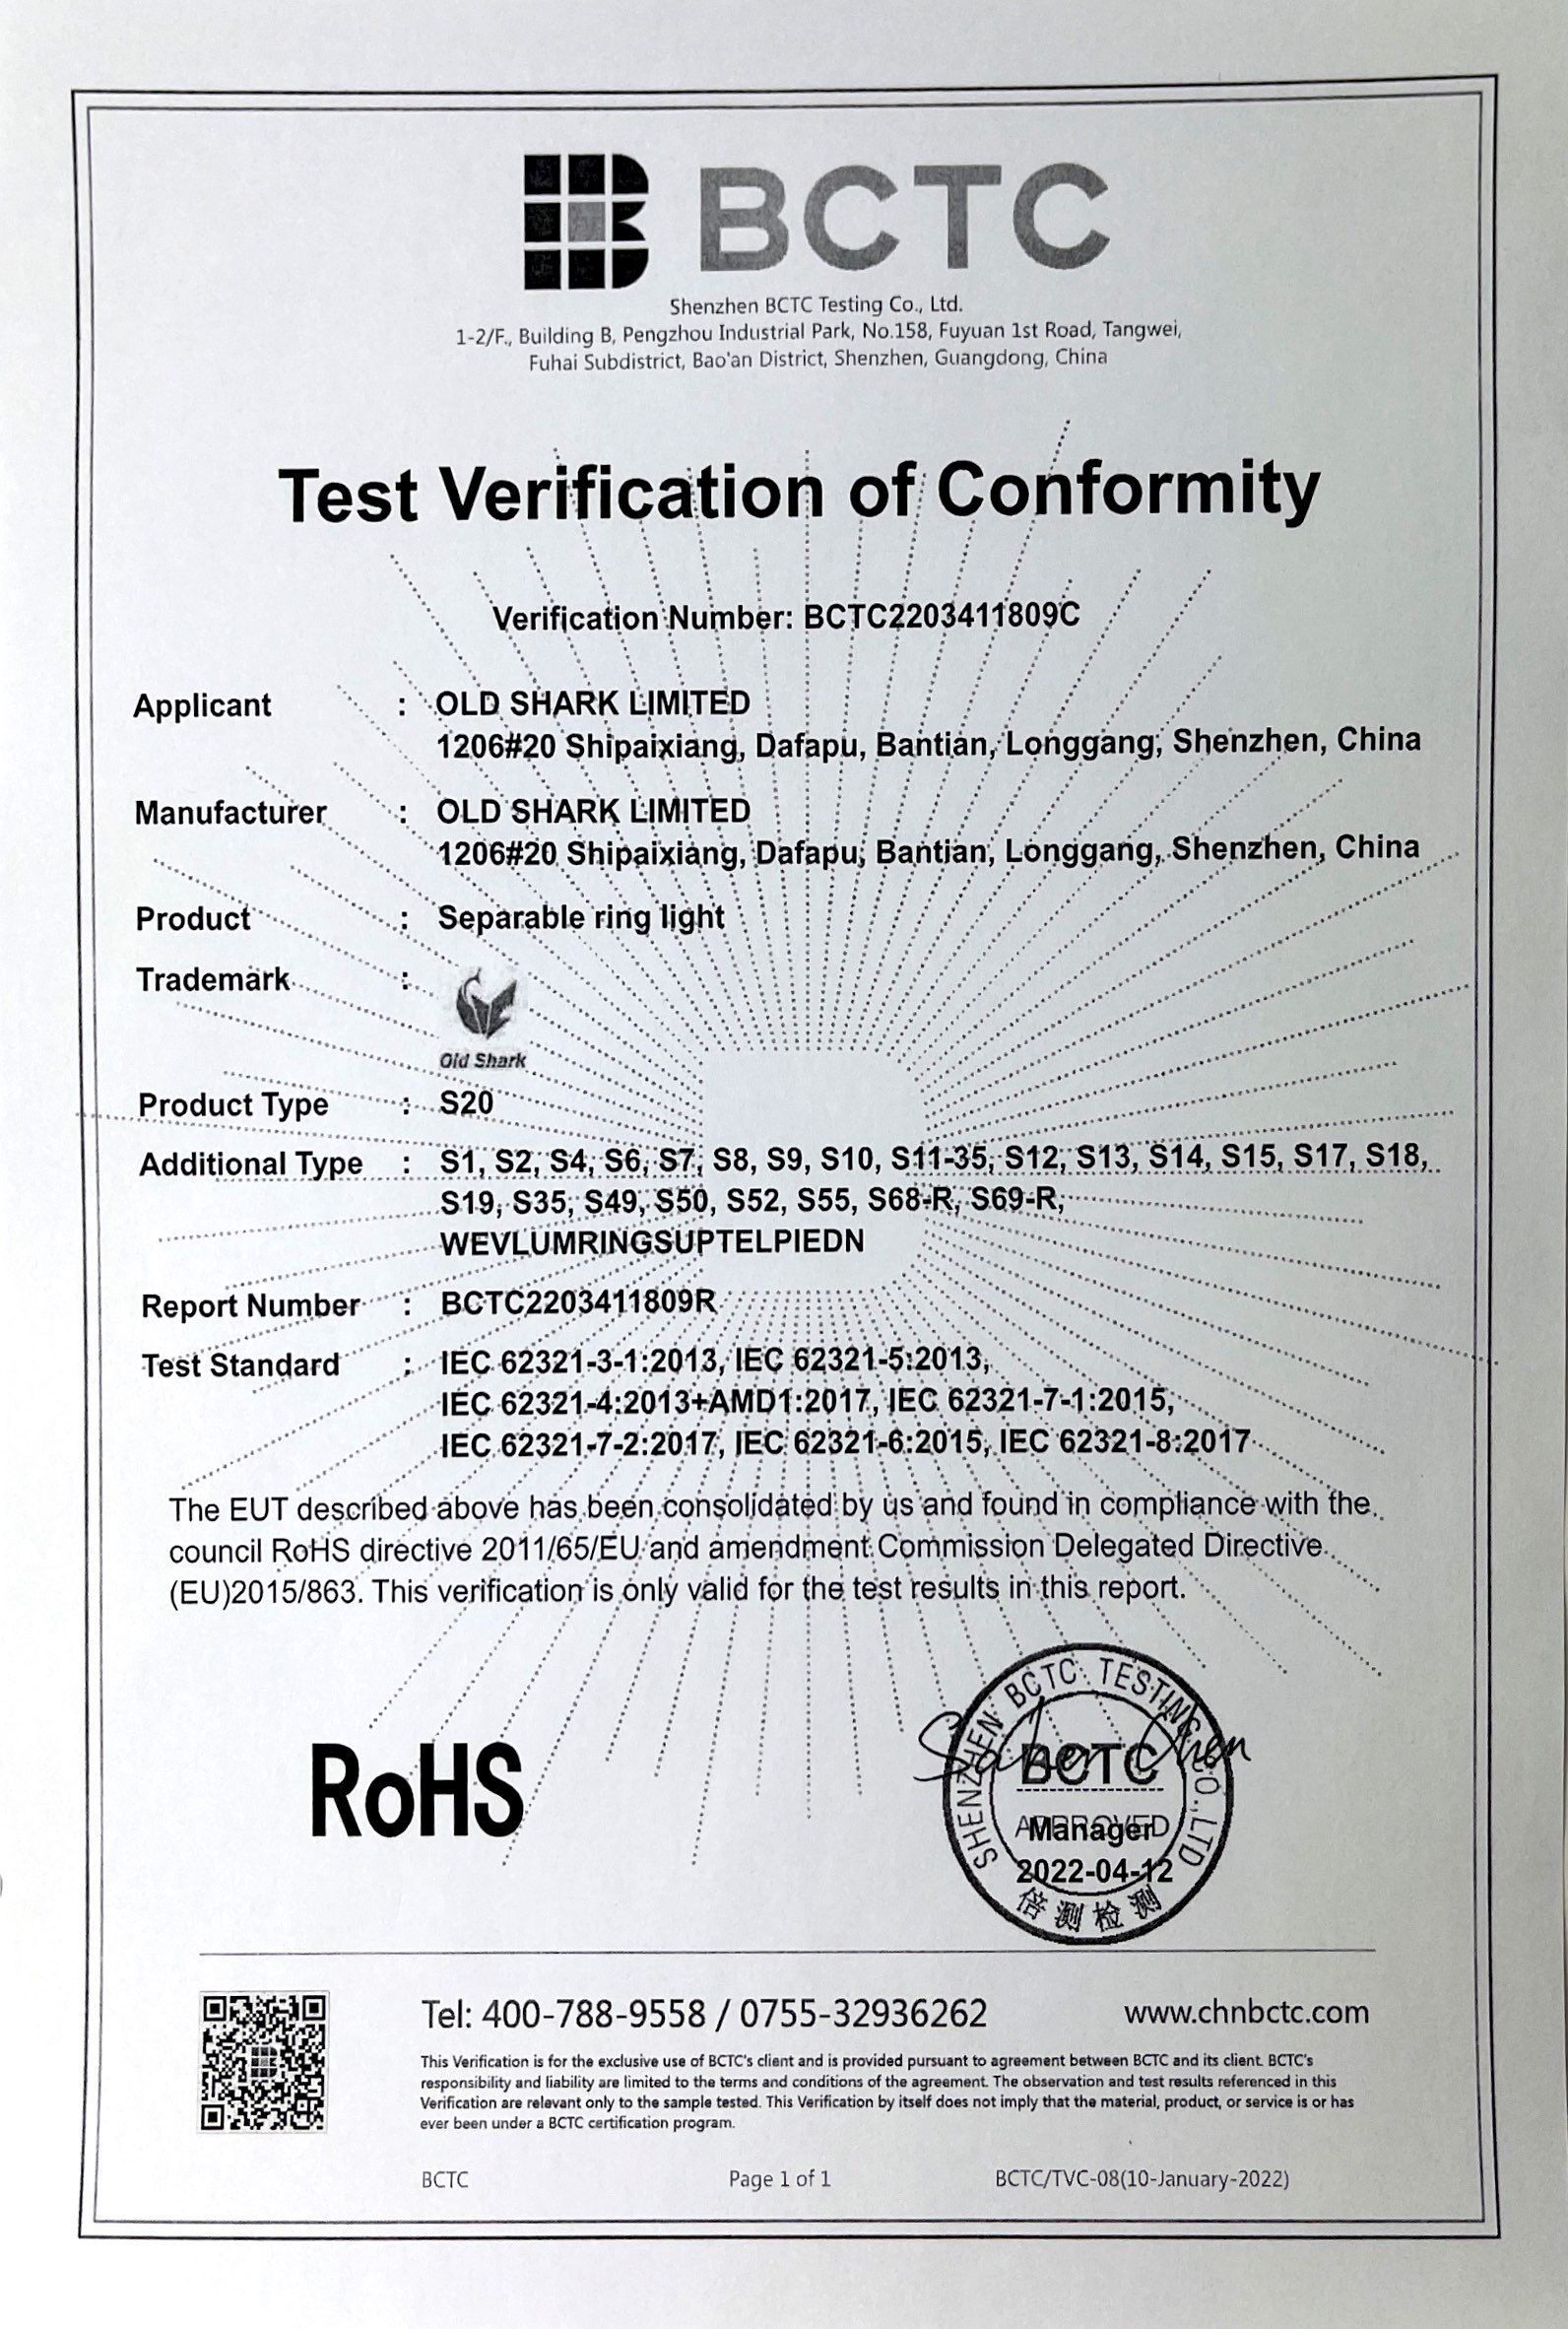 BCTC
Shenzhen BCTC Testing Co., Ltd.
1-2/F., Building B, Pengzhou Industrial Park, No.158, Fuyuan 1st Road, Tangwei,
Fuhai Subdistrict, Bao'an District, Shenzhen, Guangdong, China
Test Verification of Conformity
Verification Number: BCTC2203411809C
Applicant : OLD SHARK LIMITED
1206#20 Shipaixiang, Dafapu, Bantian, Longgang, Shenzhen, China
Manufacturer : OLD SHARK LIMITED
1206#20 Shipaixiang, Dafapu, Bantian, Longgang, Shenzhen, China
Product : Separable ring light
Trademark :
Old Shark
Product Type : S20
Additional Type : S1, S2, S4, S6, S7, S8, S9, S10, S11-35, S12, S13, S14, S15, S17, S18,
S19, S35, S49, S50, S52, S55, S68-R, S69-R,
WEVLUMRINGSUPTELPIEDN
Report Number : BCTC2203411809R
Test Standard : IEC 62321-3-1:2013, IEC 62321-5:2013,
IEC 62321-4:2013+AMD1:2017, IEC 62321-7-1:2015,
IEC 62321-7-2:2017, IEC 62321-6:2015, IEC 62321-8:2017
The EUT described above has been consolidated by us and found in compliance with the
council RoHS directive 2011/65/EU and amendment Commission Delegated Directive
(EU)2015/863. This verification is only valid for the test results in this report.
RoHS
SHENZHEN BCTC TESTING CO., LTD
BCTC
APPROVED
Manager
2022-04-12
倍测检测
Tel: 400-788-9558 / 0755-32936262 www.chnbctc.com
This Verification is for the exclusive use of BCTC's client and is provided pursuant to agreement between BCTC and its client. BCTC's
responsibility and liability are limited to the terms and conditions of the agreement. The observation and test results referenced in this
Verification are relevant only to the sample tested. This Verification by itself does not imply that the material, product, or service is or has
ever been under a BCTC certification program.
BCTC Page 1 of 1 BCTC/TVC-08(10-January-2022)